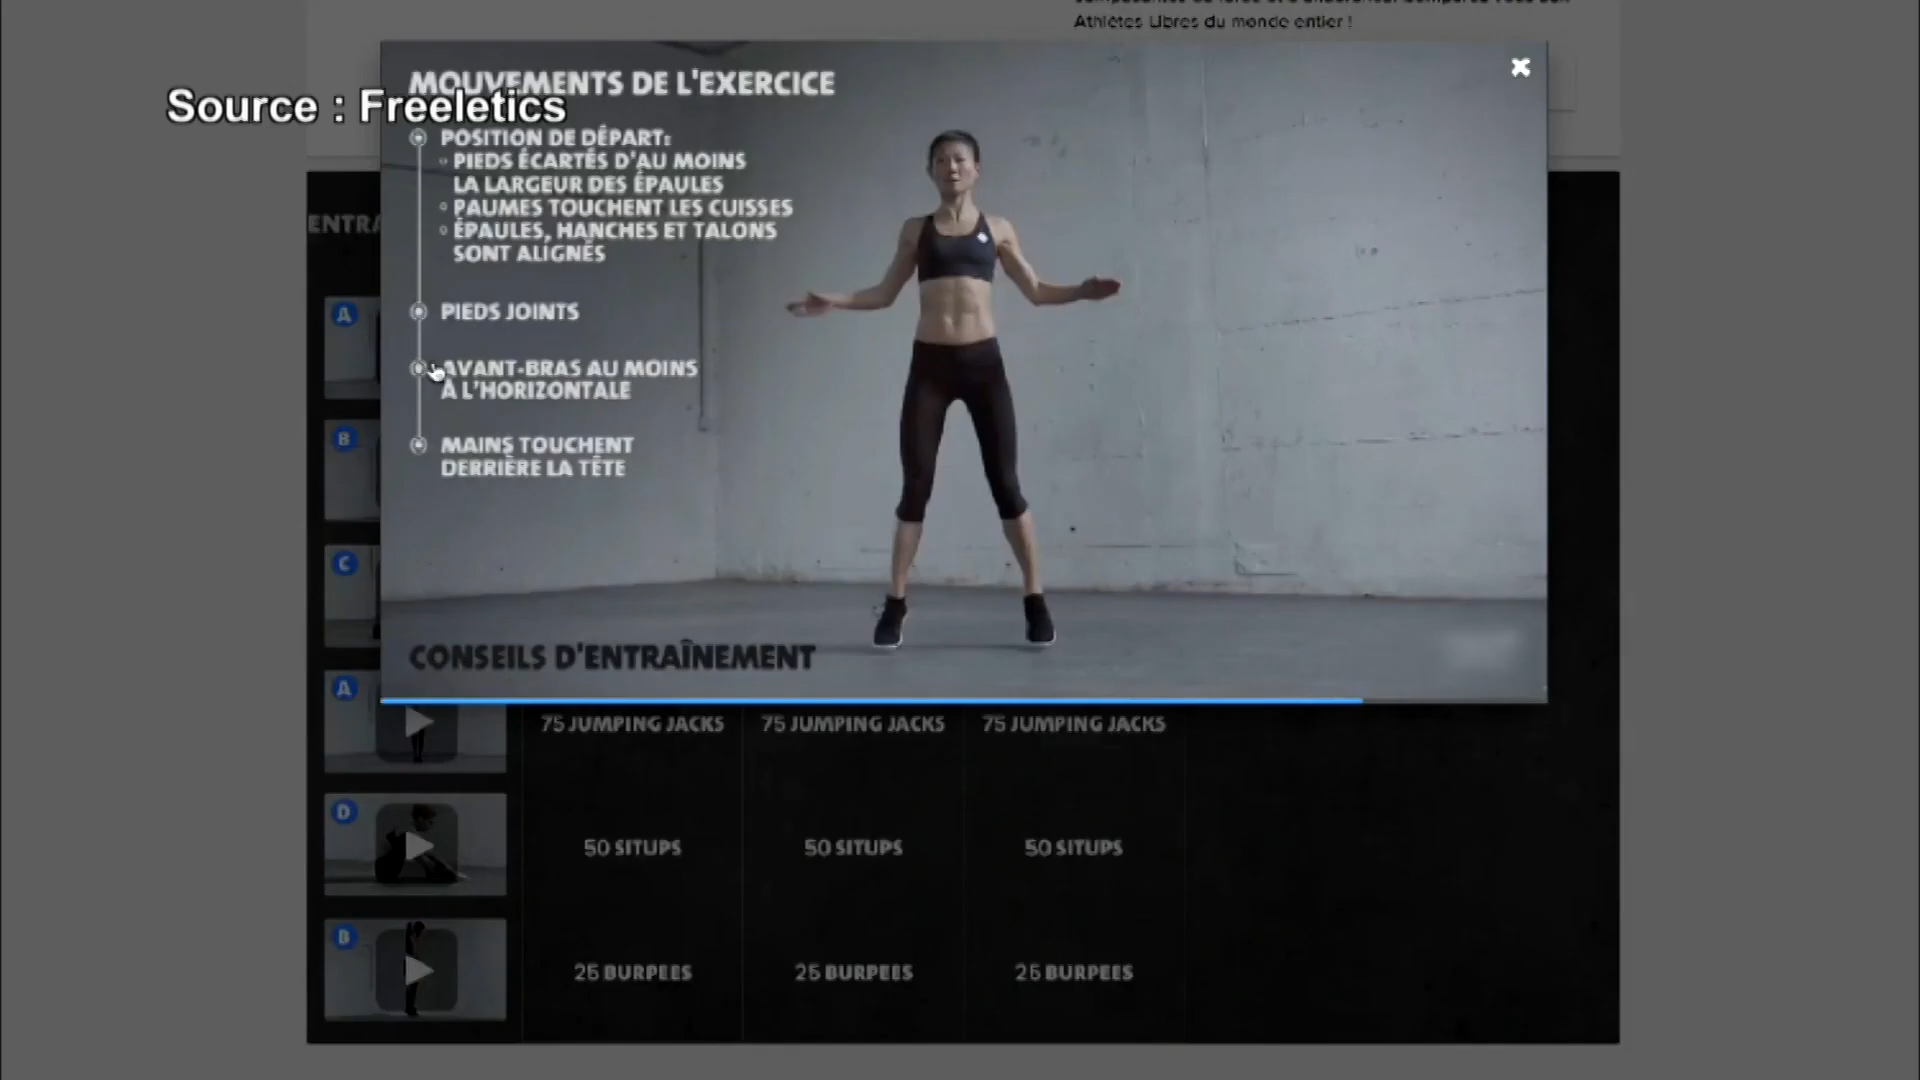 Athlètes Libres du monde entier !
MOUVEMENTS DE L'EXERCICE
Source : Freeletics
POSITION DE DÉPART:
PIEDS ÉCARTÉS D'AU MOINS
LA LARGEUR DES ÉPAULES
PAUMES TOUCHENT LES CUISSES
ÉPAULES, HANCHES ET TALONS
SONT ALIGNÉS
ENTRA
A
PIEDS JOINTS
AVANT-BRAS AU MOINS
À L'HORIZONTALE
B
MAINS TOUCHENT
DERRIÈRE LA TÊTE
C
CONSEILS D'ENTRAÎNEMENT
A
75 JUMPING JACKS 75 JUMPING JACKS 75 JUMPING JACKS
D
50 SITUPS 50 SITUPS 50 SITUPS
B
25 BURPEES 25 BURPEES 25 BURPEES